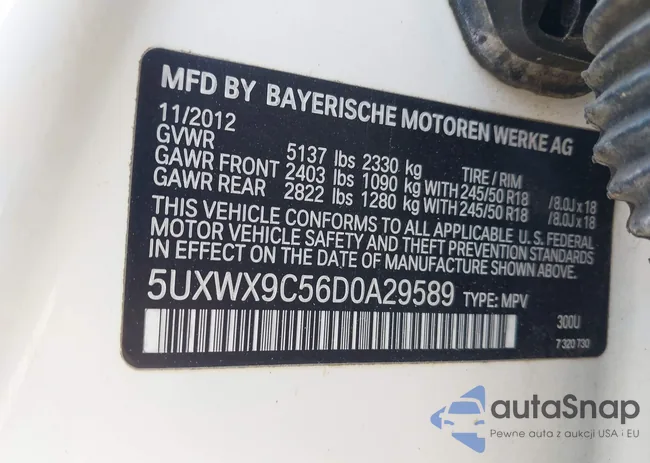 MFD BY BAYERISCHE MOTOREN WERKE AG
11/2012
GVWR 5137 lbs 2330 kg TIRE / RIM
GAWR FRONT 2403 lbs 1090 kg WITH 245/50 R18 /8.0J x 18
GAWR REAR 2822 lbs 1280 kg WITH 245/50 R18 /8.0J x 18
THIS VEHICLE CONFORMS TO ALL APPLICABLE U.S. FEDERAL
MOTOR VEHICLE SAFETY AND THEFT PREVENTION STANDARDS
IN EFFECT ON THE DATE OF MANUFACTURE SHOWN ABOVE.
5UXWX9C56D0A29589 TYPE: MPV
300U
7 320 730
autaSnap
Pewne auta z aukcji USA i EU